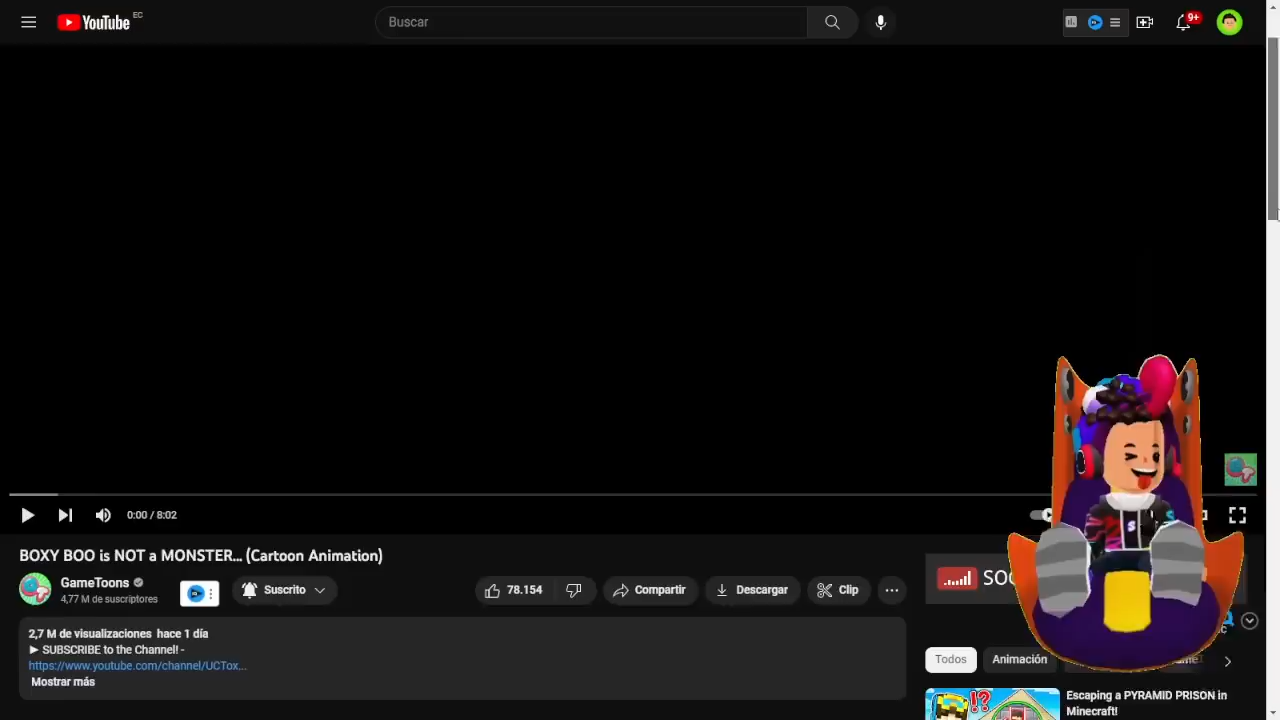 YouTube EC
Buscar
9+
0:00 / 8:02
BOXY BOO is NOT a MONSTER... (Cartoon Animation)
GameToons
4,77 M de suscriptores
Suscrito
78.154
Compartir
Descargar
Clip
2,7 M de visualizaciones hace 1 día
► SUBSCRIBE to the Channel! -
https://www.youtube.com/channel/UCTox...
Mostrar más
Todos
Animación
Escaping a PYRAMID PRISON in
Minecraft!